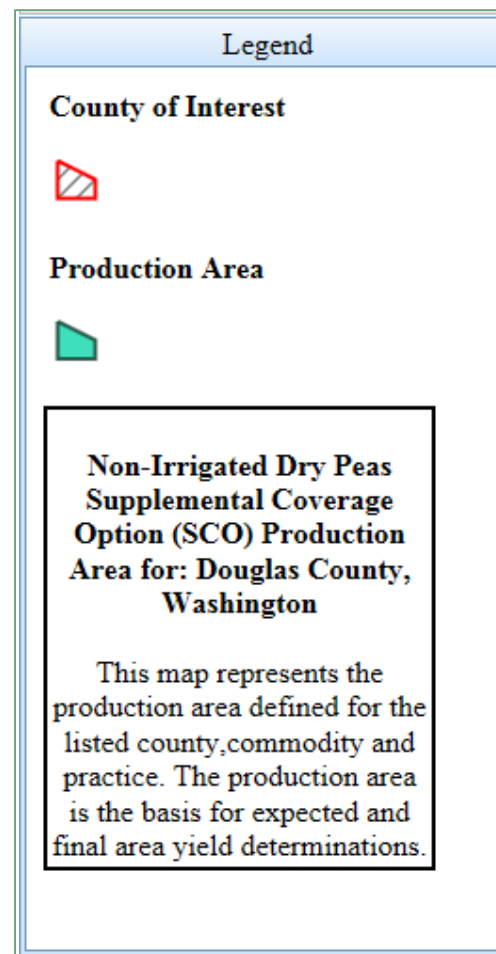 Legend
County of Interest
Production Area
Non-Irrigated Dry Peas
Supplemental Coverage
Option (SCO) Production
Area for: Douglas County,
Washington
This map represents the
production area defined for the
listed county,commodity and
practice. The production area
is the basis for expected and
final area yield determinations.